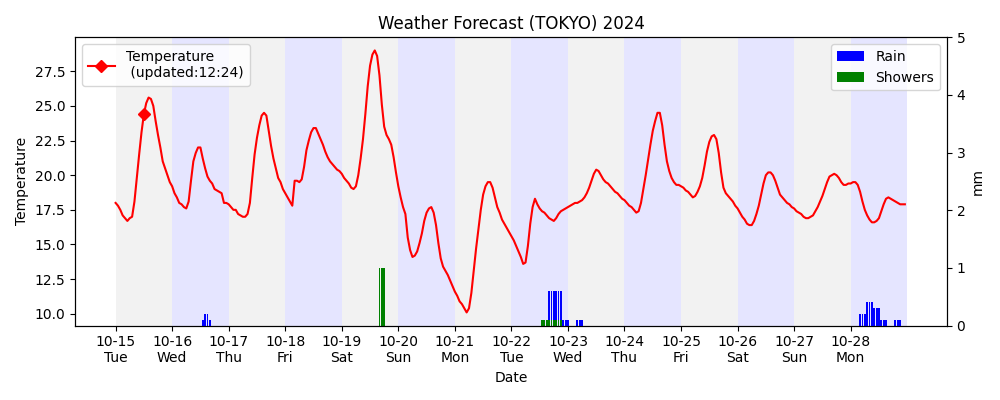 Weather Forecast (TOKYO) 2024
Temperature
(updated:12:24)
Rain
Showers
Temperature
27.5
25.0
22.5
20.0
17.5
15.0
12.5
10.0
5
4
3
2
1
0
mm
10-15 10-16 10-17 10-18 10-19 10-20 10-21 10-22 10-23 10-24 10-25 10-26 10-27 10-28
Tue Wed Thu Fri Sat Sun Mon Tue Wed Thu Fri Sat Sun Mon
Date